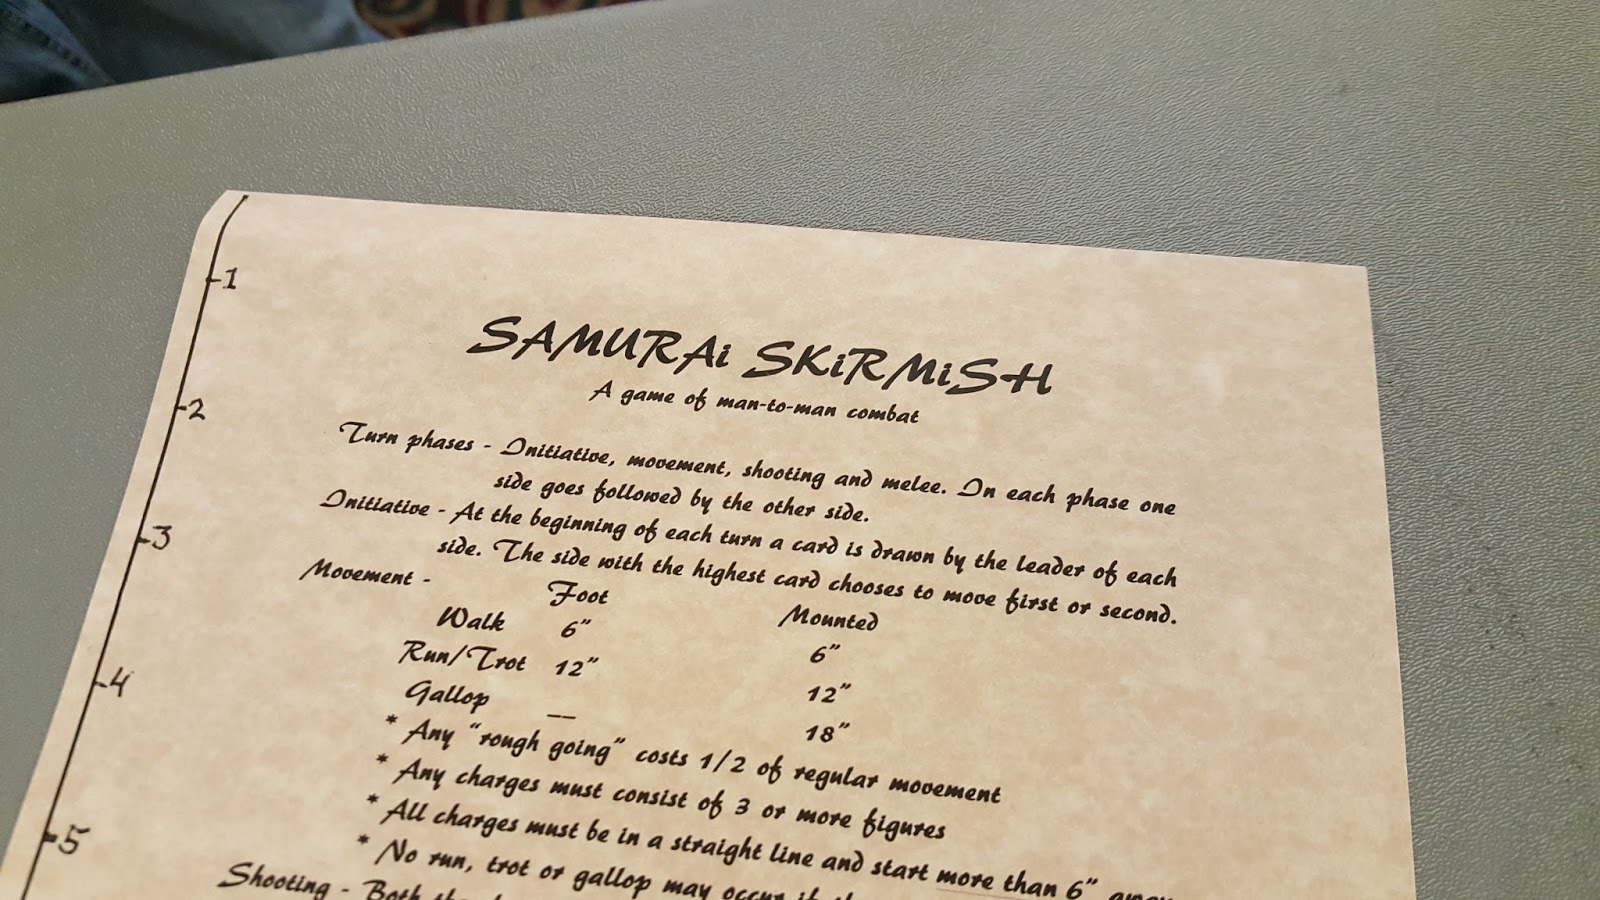 1
2
3
4
5
SAMURAi SKiRMiSH
A game of man-to-man combat
Turn phases - Initiative, movement, shooting and melee. In each phase one
side goes followed by the other side.
Initiative - At the beginning of each turn a card is drawn by the leader of each
side. The side with the highest card chooses to move first or second.
Movement -
Foot Mounted
Walk 6" 6"
Run/Trot 12" 12"
Gallop __ 18"
* Any "rough going" costs 1/2 of regular movement
* Any charges must consist of 3 or more figures
* All charges must be in a straight line and start more than 6" away
* No run, trot or gallop may occur if
Shooting - Both